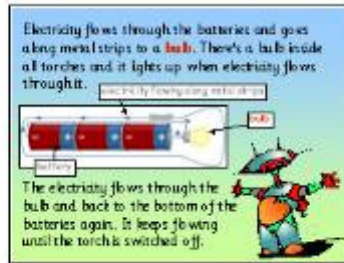 Electricity flows through the batteries and goes
along metal strips to a bulb. There's a bulb inside
all torches and it lights up when electricity flows
through it.
electricity flowing along metal strips
bulb
battery
The electricity flows through the
bulb and back to the bottom of the
batteries again. It keeps flowing
until the torch is switched off.